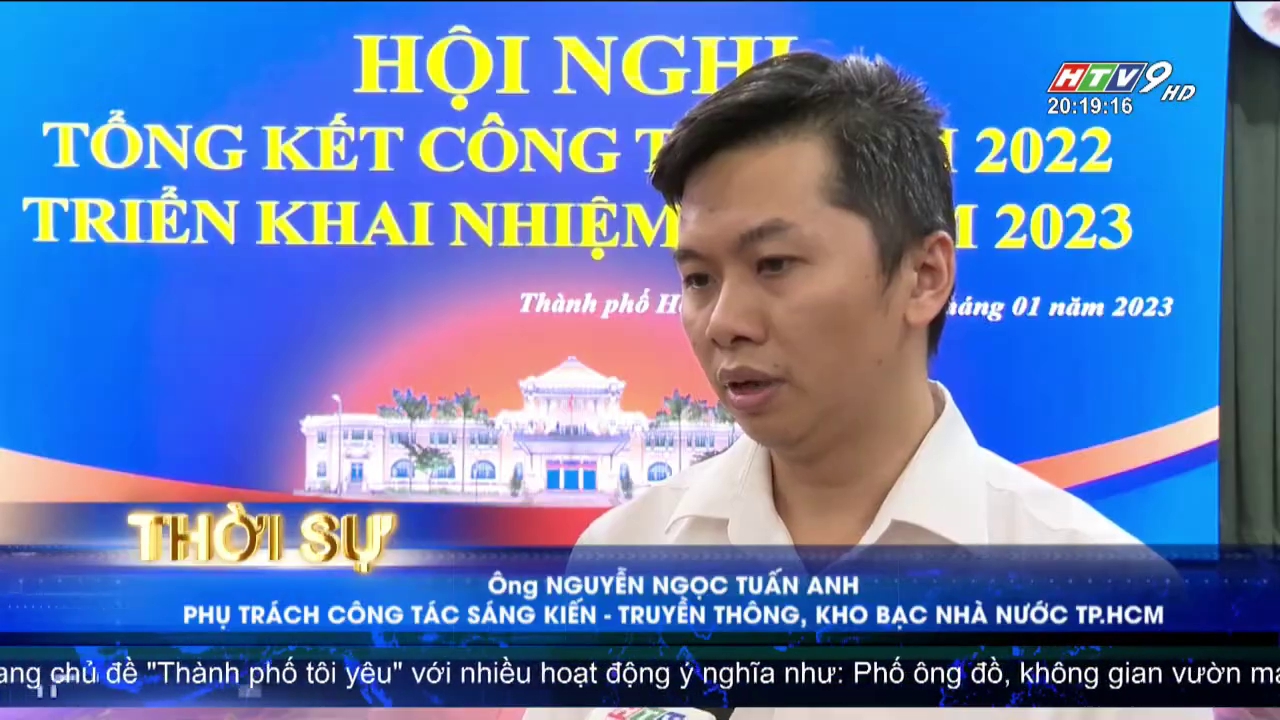 HỘI NGHỊ
HTV9 HD
20:19:16
TỔNG KẾT CÔNG 2022
TRIỂN KHAI NHIỆM 2023
Thành phố 01 năm 2023
THỜI SỰ
Ông NGUYỄN NGỌC TUẤN ANH
PHỤ TRÁCH CÔNG TÁC SÁNG KIẾN - TRUYỀN THÔNG, KHO BẠC NHÀ NƯỚC TP.HCM
chủ đề "Thành phố tôi yêu" với nhiều hoạt động ý nghĩa như: Phố ông đồ, không gian vườn
HTV